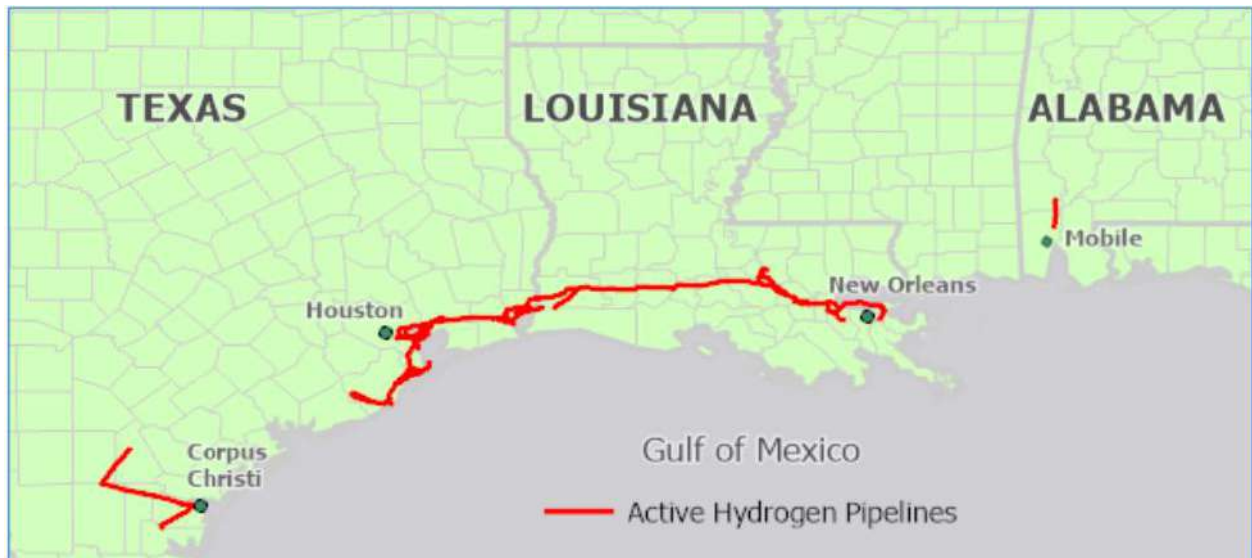 TEXAS
LOUISIANA
ALABAMA
Mobile
New Orleans
Houston
Corpus
Christi
Gulf of Mexico
Active Hydrogen Pipelines